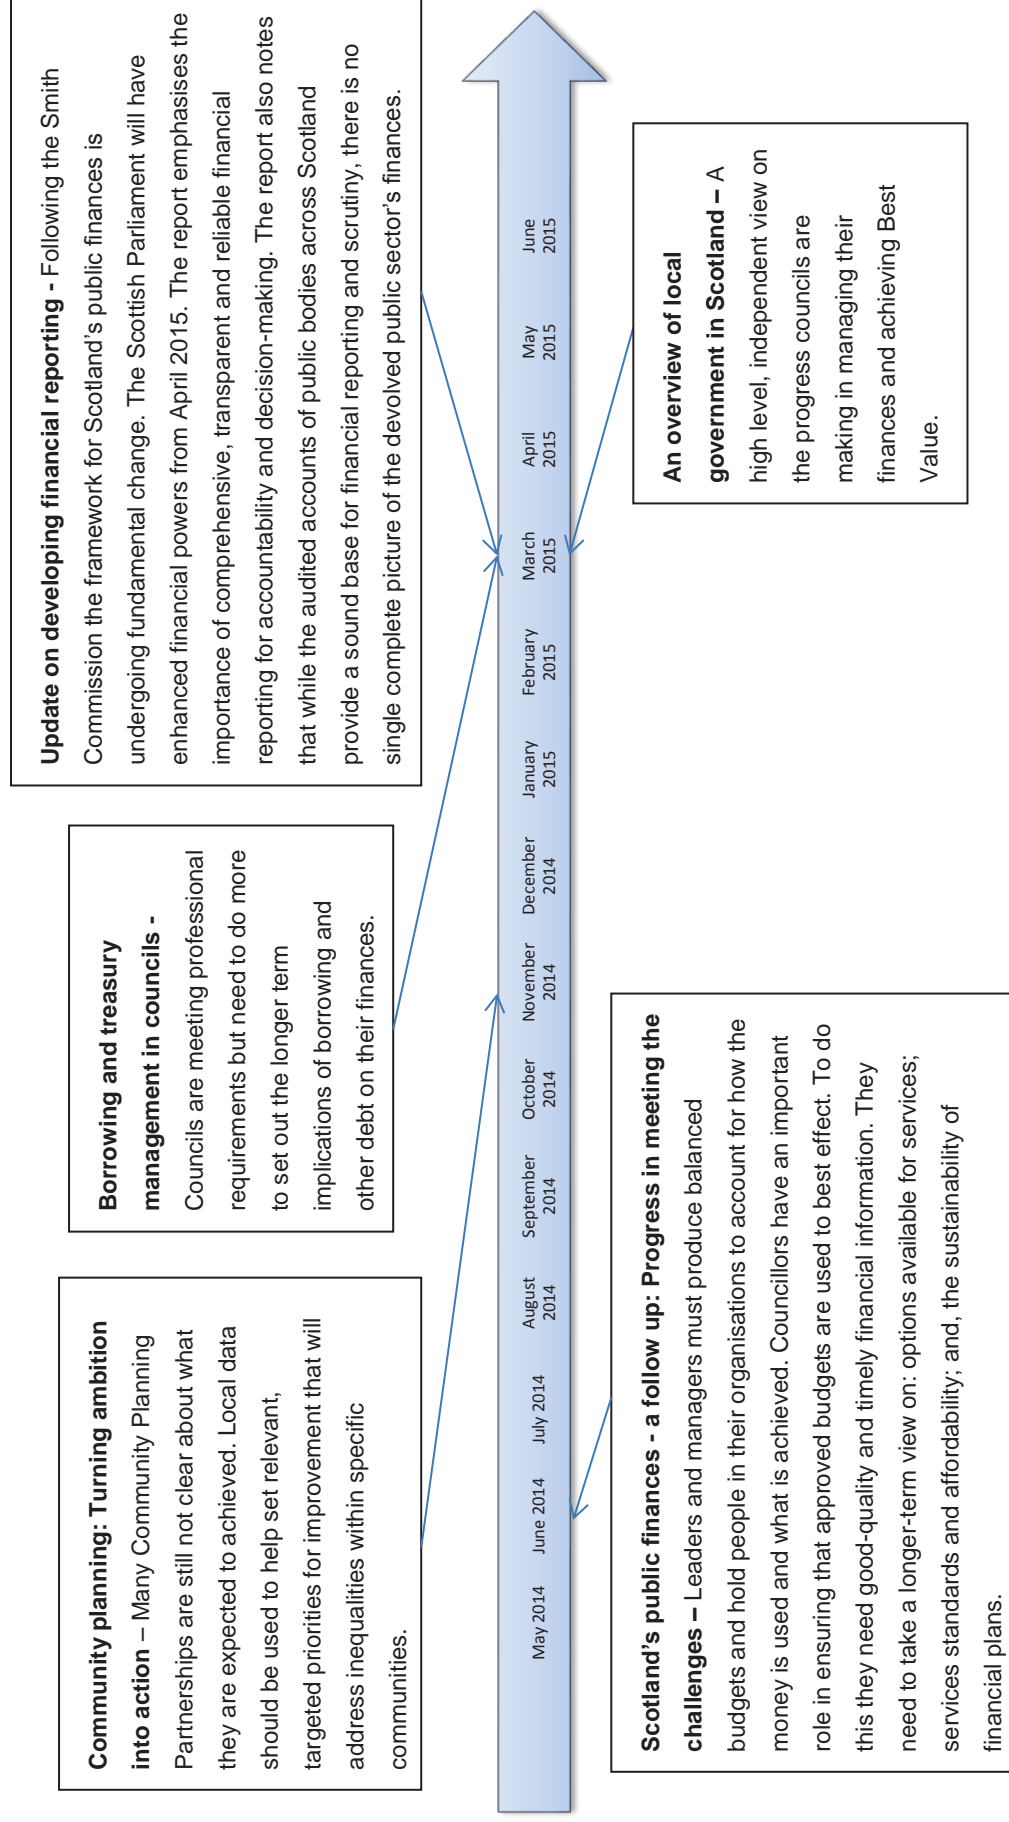 Community planning: Turning ambition
into action – Many Community Planning
Partnerships are still not clear about what
they are expected to achieved. Local data
should be used to help set relevant,
targeted priorities for improvement that will
address inequalities within specific
communities.
Borrowing and treasury
management in councils -
Councils are meeting professional
requirements but need to do more
to set out the longer term
implications of borrowing and
other debt on their finances.
Update on developing financial reporting - Following the Smith
Commission the framework for Scotland's public finances is
undergoing fundamental change. The Scottish Parliament will have
enhanced financial powers from April 2015. The report emphasises the
importance of comprehensive, transparent and reliable financial
reporting for accountability and decision-making. The report also notes
that while the audited accounts of public bodies across Scotland
provide a sound base for financial reporting and scrutiny, there is no
single complete picture of the devolved public sector's finances.
May 2014
June 2014
July 2014
August
2014
September
2014
October
2014
November
2014
December
2014
January
2015
February
2015
March
2015
April
2015
May
2015
June
2015
Scotland's public finances - a follow up: Progress in meeting the
challenges – Leaders and managers must produce balanced
budgets and hold people in their organisations to account for how the
money is used and what is achieved. Councillors have an important
role in ensuring that approved budgets are used to best effect. To do
this they need good-quality and timely financial information. They
need to take a longer-term view on: options available for services;
services standards and affordability; and, the sustainability of
financial plans.
An overview of local
government in Scotland – A
high level, independent view on
the progress councils are
making in managing their
finances and achieving Best
Value.